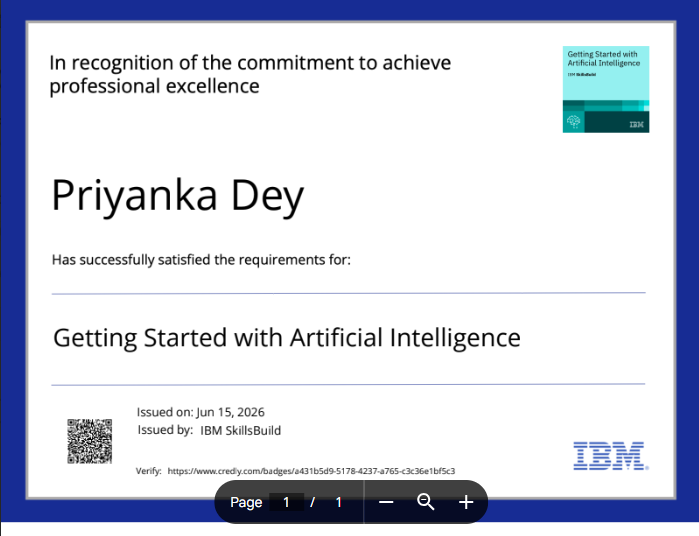 In recognition of the commitment to achieve
professional excellence
Getting Started with
Artificial Intelligence
IBM SkillsBuild
IBM
Priyanka Dey
Has successfully satisfied the requirements for:
Getting Started with Artificial Intelligence
Issued on: Jun 15, 2026
Issued by: IBM SkillsBuild
Verify: https://www.credly.com/badges/a431b5d9-5178-4237-a765-c3c36e1bf5c3
IBM®
Page 1 / 1